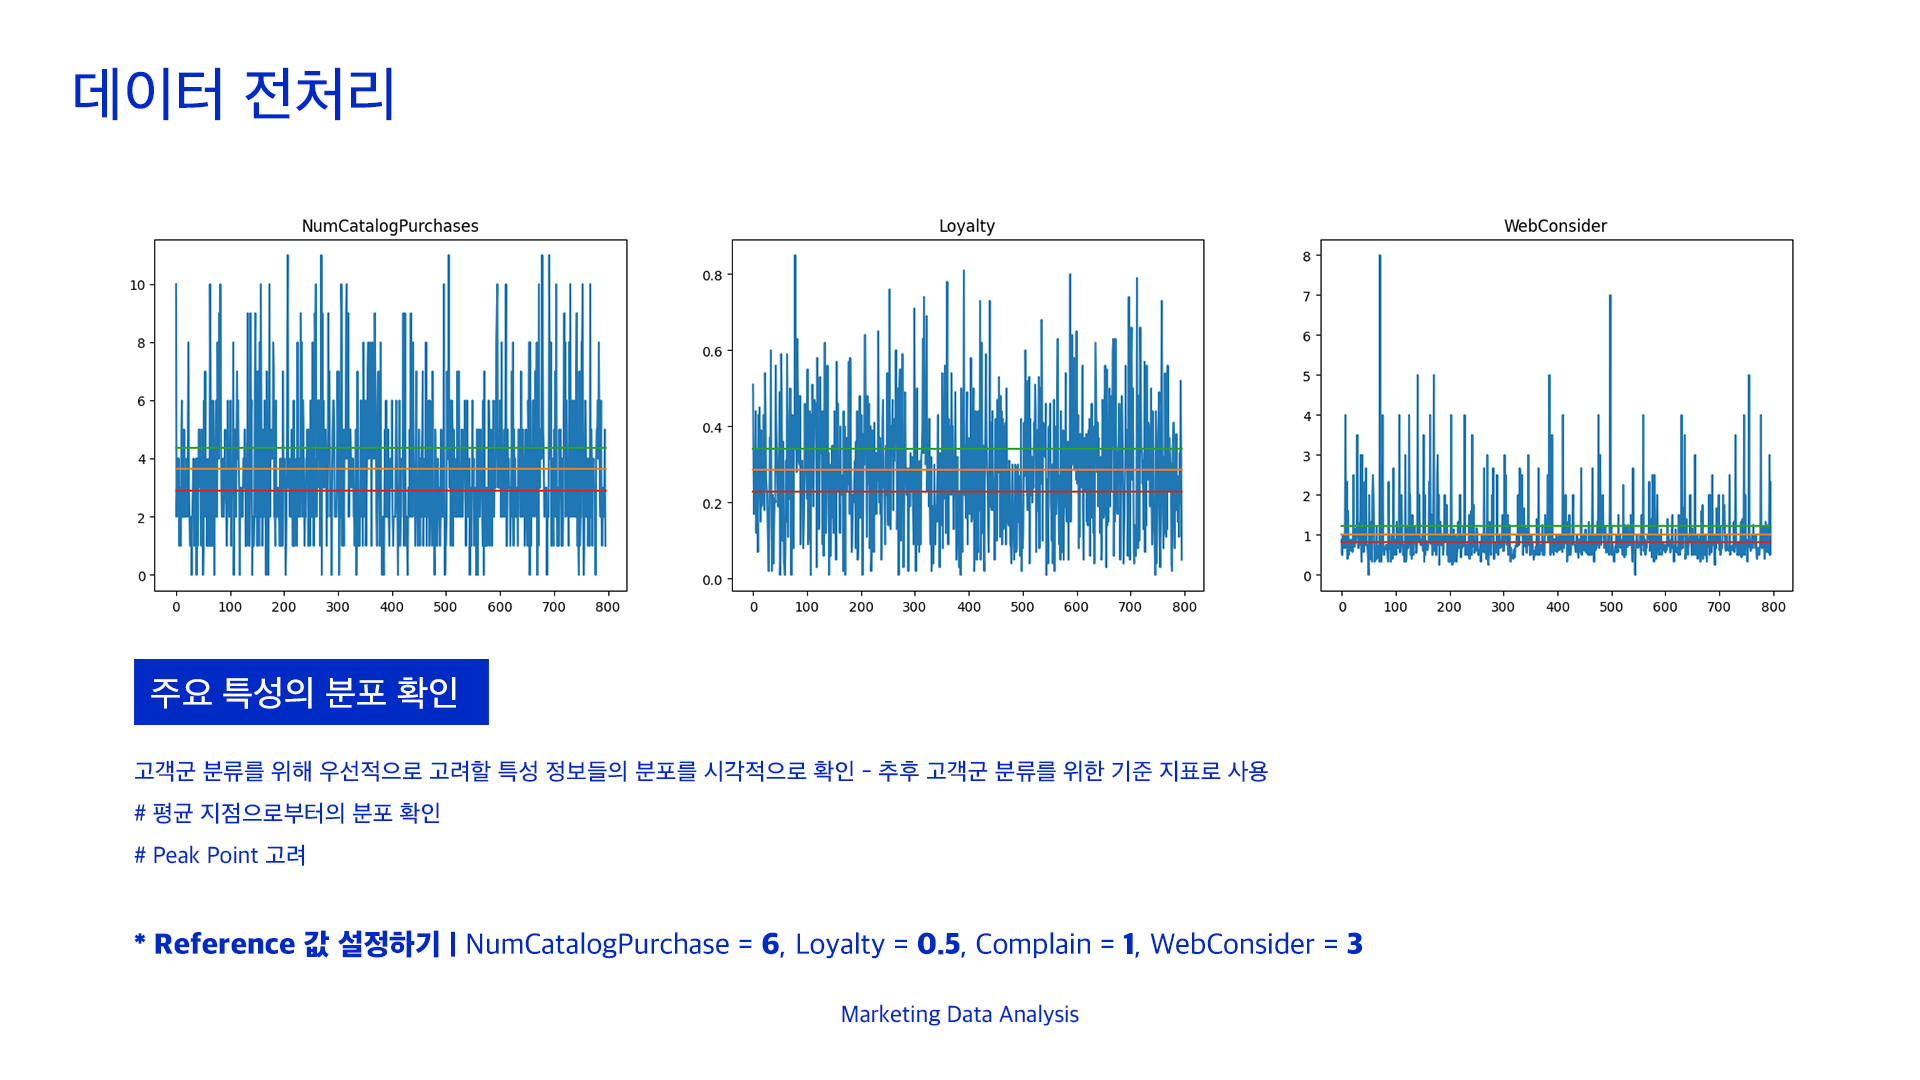 데이터 전처리
NumCatalogPurchases
10
8
6
4
2
0
0 100 200 300 400 500 600 700 800
Loyalty
0.8
0.6
0.4
0.2
0.0
0 100 200 300 400 500 600 700 800
WebConsider
8
7
6
5
4
3
2
1
0
0 100 200 300 400 500 600 700 800
주요 특성의 분포 확인
고객군 분류를 위해 우선적으로 고려할 특성 정보들의 분포를 시각적으로 확인 – 추후 고객군 분류를 위한 기준 지표로 사용
# 평균 지점으로부터의 분포 확인
# Peak Point 고려
* Reference 값 설정하기 | NumCatalogPurchase = 6, Loyalty = 0.5, Complain = 1, WebConsider = 3
Marketing Data Analysis